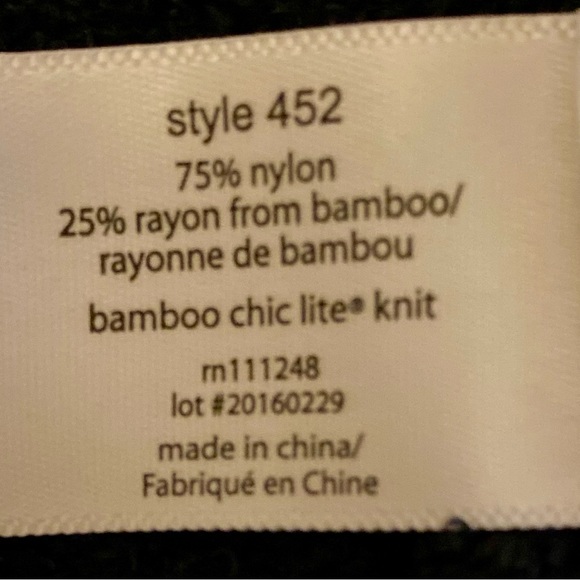 style 452
75% nylon
25% rayon from bamboo/
rayonne de bambou
bamboo chic lite® knit
rn111248
lot #20160229
made in china/
Fabriqué en Chine